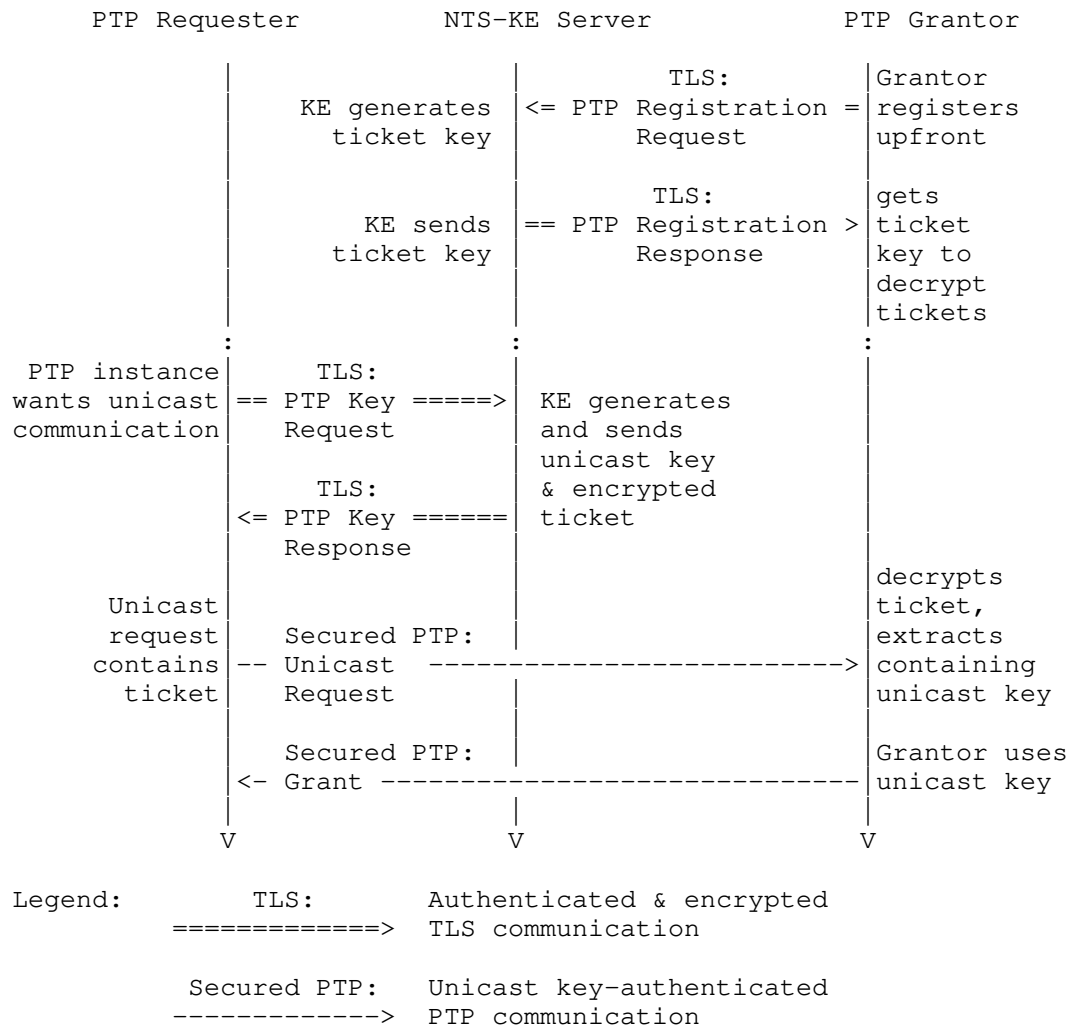 PTP Requester NTS-KE Server PTP Grantor
| | TLS: |Grantor
| KE generates |<= PTP Registration =|registers
| ticket key | Request |upfront
| | |
| | TLS: |gets
| KE sends |== PTP Registration >|ticket
| ticket key | Response |key to
| | |decrypt
| | |tickets
: : :
PTP instance| TLS: | |
wants unicast|== PTP Key =====>| KE generates |
communication| Request | and sends |
| | unicast key |
| TLS: | & encrypted |
|<= PTP Key ======| ticket |
| Response | |
| | |decrypts
Unicast| | |ticket,
request| Secured PTP: | |extracts
contains|-- Unicast -------------------------->|containing
ticket| Request | |unicast key
| | |
| Secured PTP: | |Grantor uses
|<- Grant ------------------------------|unicast key
| | |
V V V
Legend: TLS: Authenticated & encrypted
=============> TLS communication
Secured PTP: Unicast key-authenticated
-------------> PTP communication